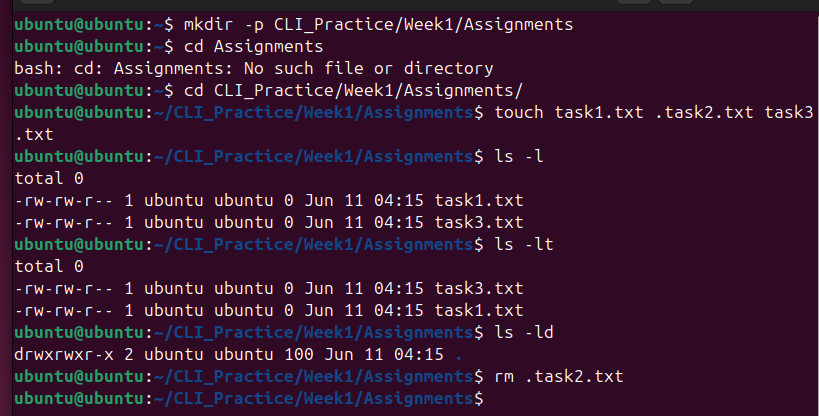 ubuntu@ubuntu:~$ mkdir -p CLI_Practice/Week1/Assignments
ubuntu@ubuntu:~$ cd Assignments
bash: cd: Assignments: No such file or directory
ubuntu@ubuntu:~$ cd CLI_Practice/Week1/Assignments/
ubuntu@ubuntu:~/CLI_Practice/Week1/Assignments$ touch task1.txt .task2.txt task3
.txt
ubuntu@ubuntu:~/CLI_Practice/Week1/Assignments$ ls -l
total 0
-rw-rw-r-- 1 ubuntu ubuntu 0 Jun 11 04:15 task1.txt
-rw-rw-r-- 1 ubuntu ubuntu 0 Jun 11 04:15 task3.txt
ubuntu@ubuntu:~/CLI_Practice/Week1/Assignments$ ls -lt
total 0
-rw-rw-r-- 1 ubuntu ubuntu 0 Jun 11 04:15 task3.txt
-rw-rw-r-- 1 ubuntu ubuntu 0 Jun 11 04:15 task1.txt
ubuntu@ubuntu:~/CLI_Practice/Week1/Assignments$ ls -ld
drwxrwxr-x 2 ubuntu ubuntu 100 Jun 11 04:15 .
ubuntu@ubuntu:~/CLI_Practice/Week1/Assignments$ rm .task2.txt
ubuntu@ubuntu:~/CLI_Practice/Week1/Assignments$